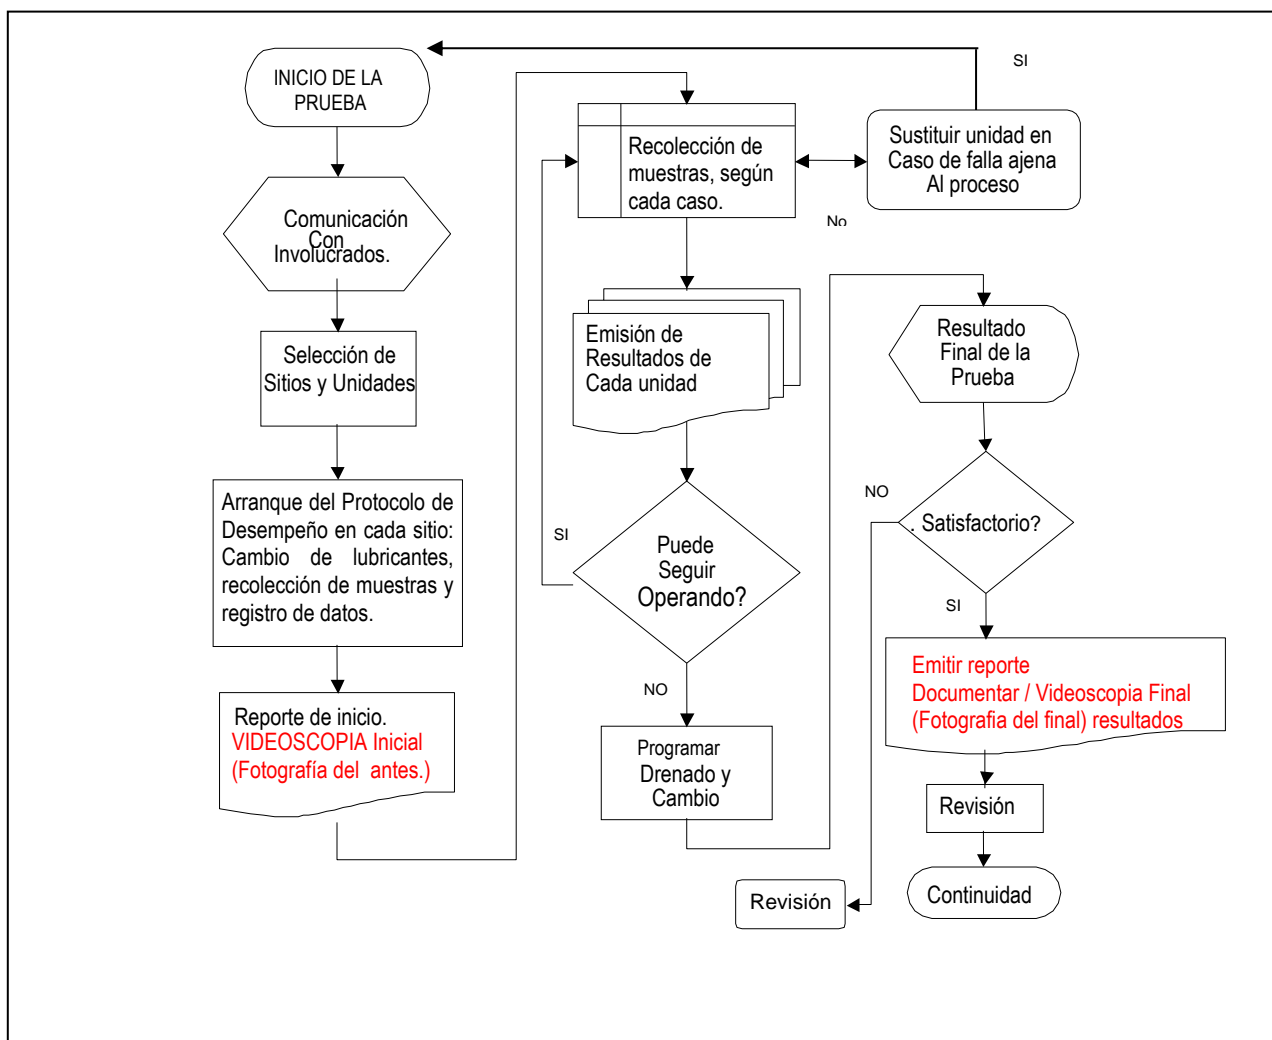 INICIO DE LA
PRUEBA
Comunicación
Con
Involucrados.
Selección de
Sitios y Unidades
Arranque del Protocolo de
Desempeño en cada sitio:
Cambio de lubricantes,
recolección de muestras y
registro de datos.
Reporte de inicio.
VIDEOSCOPIA Inicial
(Fotografía del antes.)
Recolección de
muestras, según
cada caso.
SI
Sustituir unidad en
Caso de falla ajena
Al proceso
No
Emisión de
Resultados de
Cada unidad
SI
Puede
Seguir
Operando?
NO
Programar
Drenado y
Cambio
Resultado
Final de la
Prueba
NO
. Satisfactorio?
SI
Emitir reporte
Documentar / Videoscopia Final
(Fotografia del final) resultados
Revisión
Continuidad
Revisión